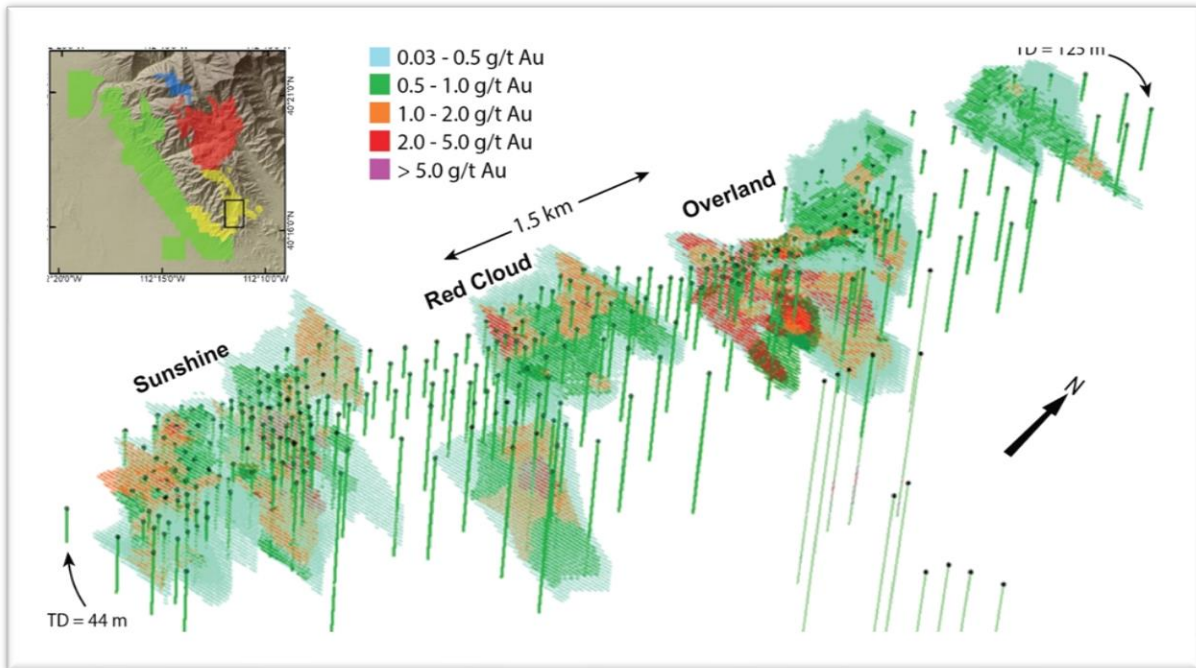 0.03 - 0.5 g/t Au
0.5 - 1.0 g/t Au
1.0 - 2.0 g/t Au
2.0 - 5.0 g/t Au
> 5.0 g/t Au
40°21'0"N
40°16'0"N
112°15'0"W
112°10'0"W
TD = 125 m
1.5 km
Overland
Red Cloud
Sunshine
N
TD = 44 m